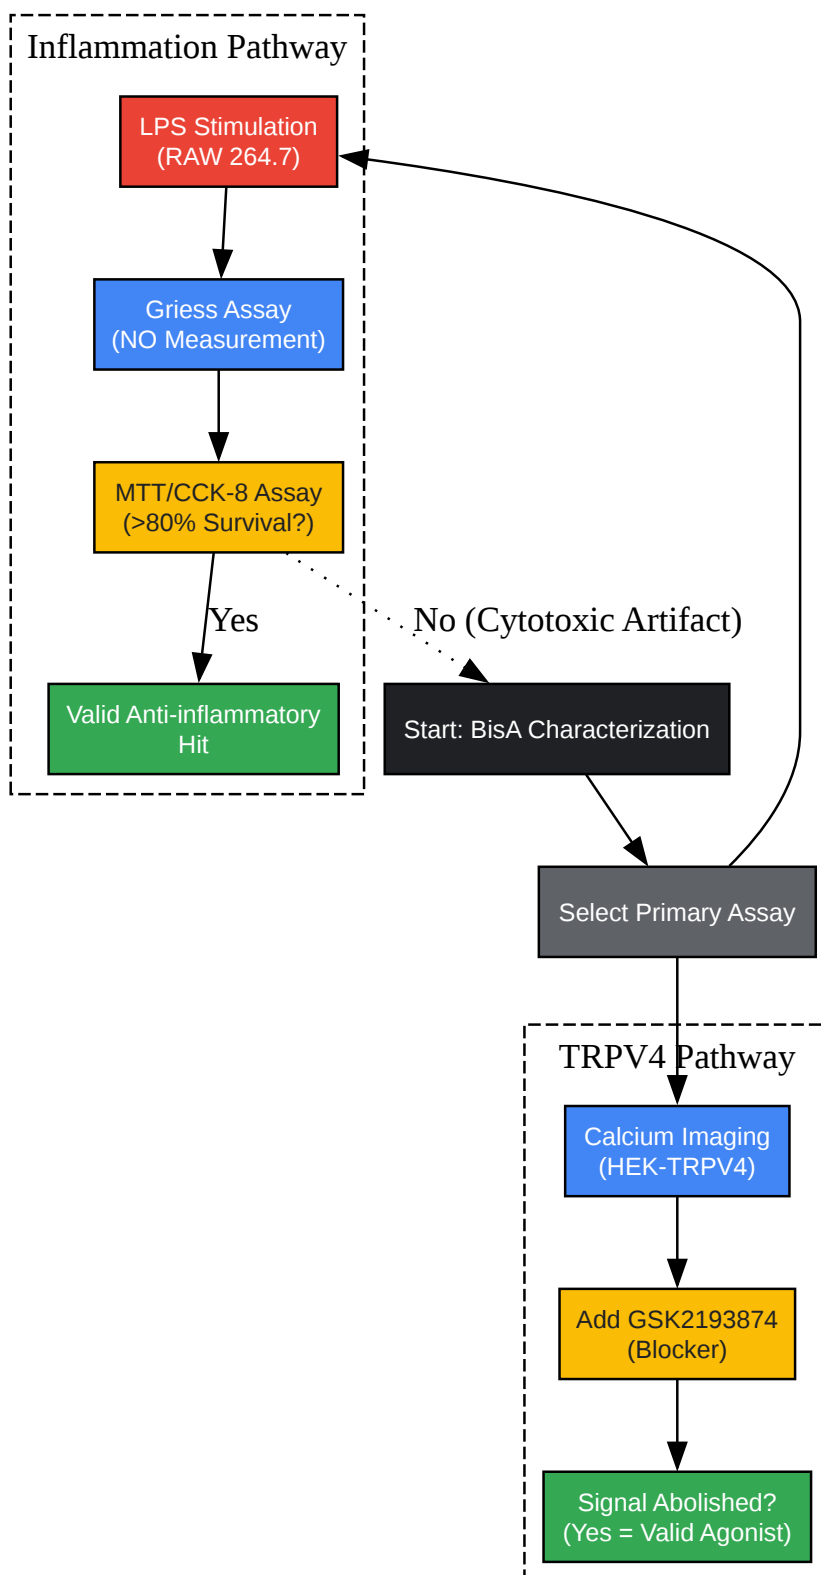 Inflammation Pathway
LPS Stimulation
(RAW 264.7)
Griess Assay
(NO Measurement)
MTT/CCK-8 Assay
(>80% Survival?)
Yes
No (Cytotoxic Artifact)
Valid Anti-inflammatory
Hit
Start: BisA Characterization
Select Primary Assay
TRPV4 Pathway
Calcium Imaging
(HEK-TRPV4)
Add GSK2193874
(Blocker)
Signal Abolished?
(Yes = Valid Agonist)